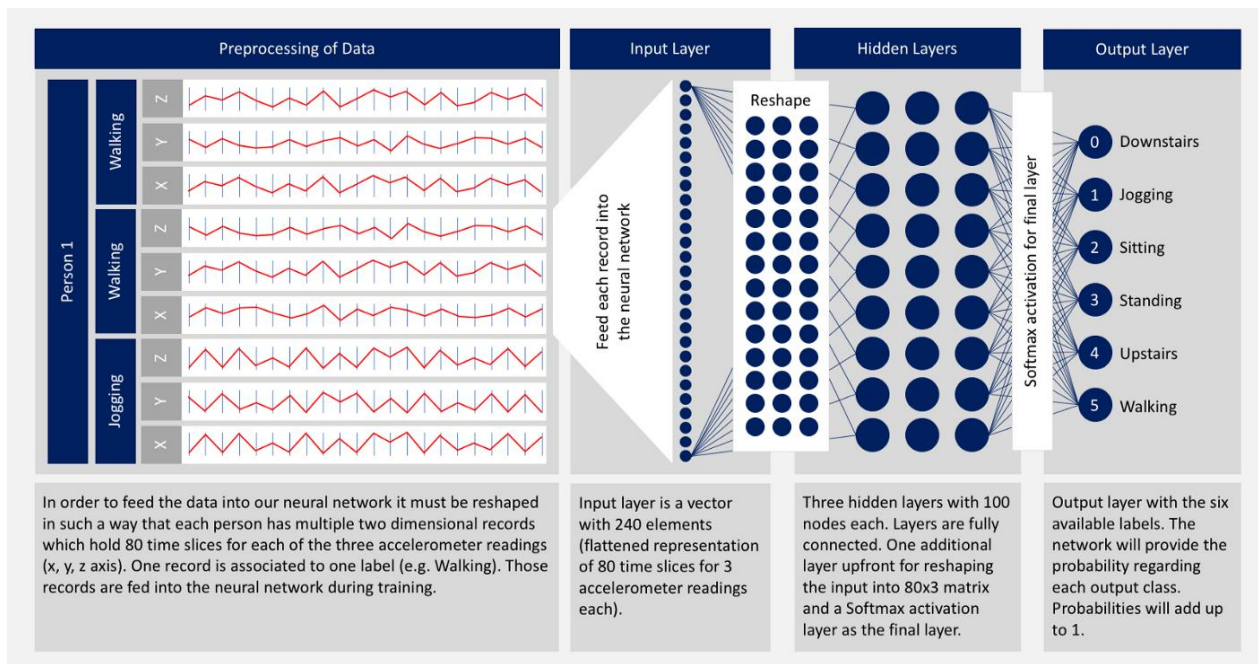 Preprocessing of Data
Input Layer
Hidden Layers
Output Layer
Person 1
Walking
Z
Y
X
Walking
Z
Y
X
Jogging
Z
Y
X
Feed each record into
the neural network
Reshape
Softmax activation for final layer
0 Downstairs
1 Jogging
2 Sitting
3 Standing
4 Upstairs
5 Walking
In order to feed the data into our neural network it must be reshaped
in such a way that each person has multiple two dimensional records
which hold 80 time slices for each of the three accelerometer readings
(x, y, z axis). One record is associated to one label (e.g. Walking). Those
records are fed into the neural network during training.
Input layer is a vector
with 240 elements
(flattened representation
of 80 time slices for 3
accelerometer readings
each).
Three hidden layers with 100
nodes each. Layers are fully
connected. One additional
layer upfront for reshaping
the input into 80x3 matrix
and a Softmax activation
layer as the final layer.
Output layer with the six
available labels. The
network will provide the
probability regarding
each output class.
Probabilities will add up
to 1.